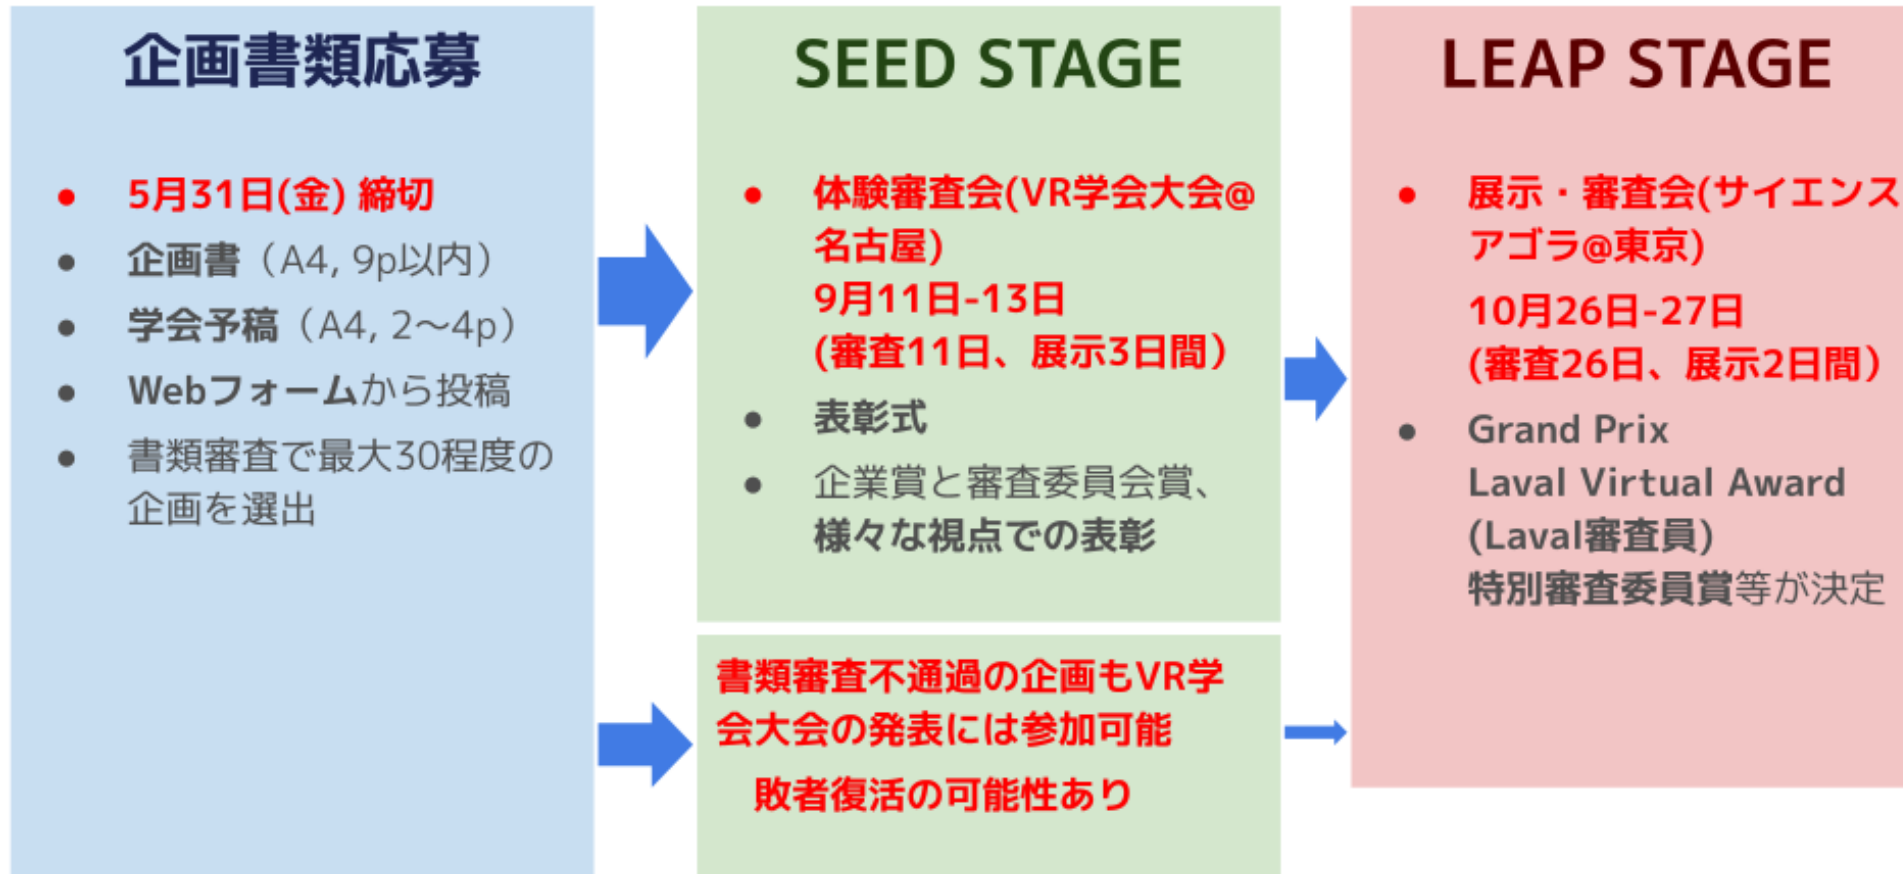 企画書類応募
● 5月31日(金) 締切
● 企画書（A4, 9p以内）
● 学会予稿（A4, 2〜4p）
● Webフォームから投稿
● 書類審査で最大30程度の
企画を選出
SEED STAGE
● 体験審査会(VR学会大会@
名古屋)
9月11日-13日
(審査11日、展示3日間）
● 表彰式
● 企業賞と審査委員会賞、
様々な視点での表彰
書類審査不通過の企画もVR学
会大会の発表には参加可能
敗者復活の可能性あり
LEAP STAGE
● 展示・審査会(サイエンス
アゴラ@東京)
10月26日-27日
(審査26日、展示2日間）
● Grand Prix
Laval Virtual Award
(Laval審査員)
特別審査委員賞等が決定